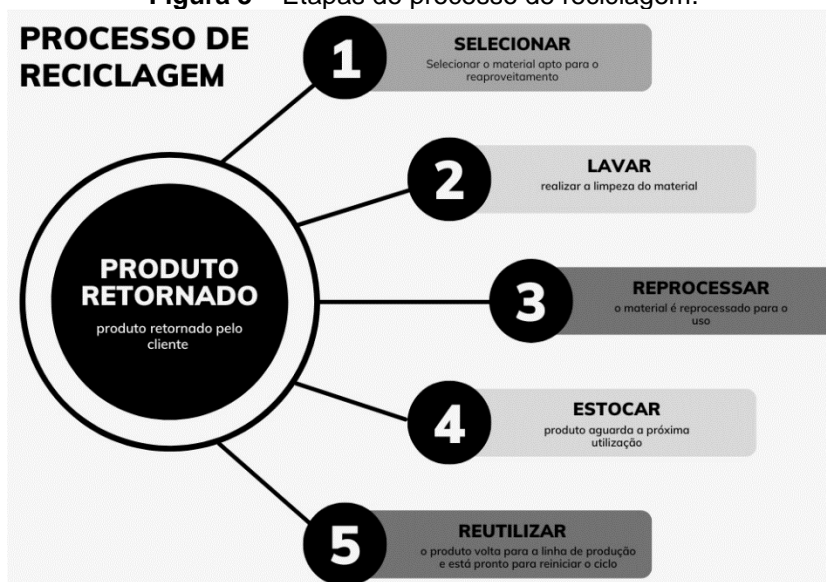 Etapas do processo de reciclagem.
PROCESSO DE
RECICLAGEM
1
SELECIONAR
Selecionar o material apto para o
reaproveitamento
2
LAVAR
realizar a limpeza do material
PRODUTO
RETORNADO
produto retornado pelo
cliente
3
REPROCESSAR
o material é reprocessado para o
uso
4
ESTOCAR
produto aguarda a próxima
utilização
5
REUTILIZAR
o produto volta para a linha de produção
e está pronto para reiniciar o ciclo